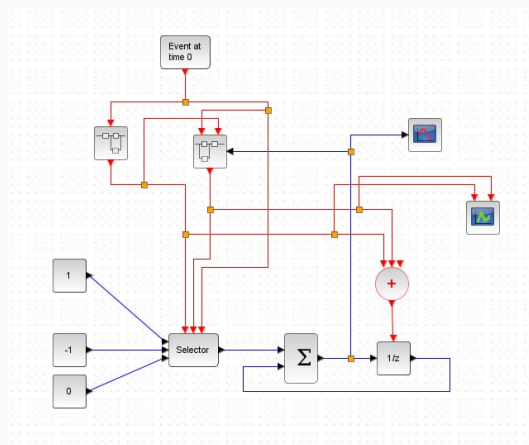 Event at
time 0
1
+
-1
Selector
Σ
1/z
0